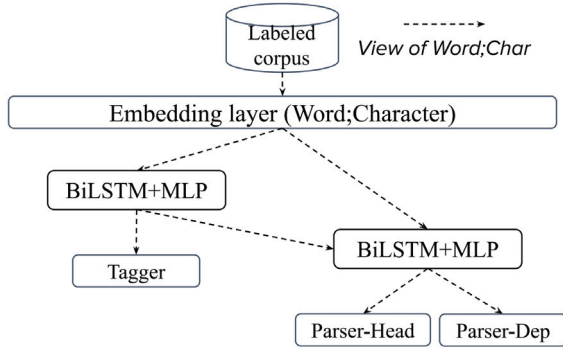 Labeled
corpus
View of Word;Char
Embedding layer (Word;Character)
BiLSTM+MLP
BiLSTM+MLP
Tagger
Parser-Head
Parser-Dep